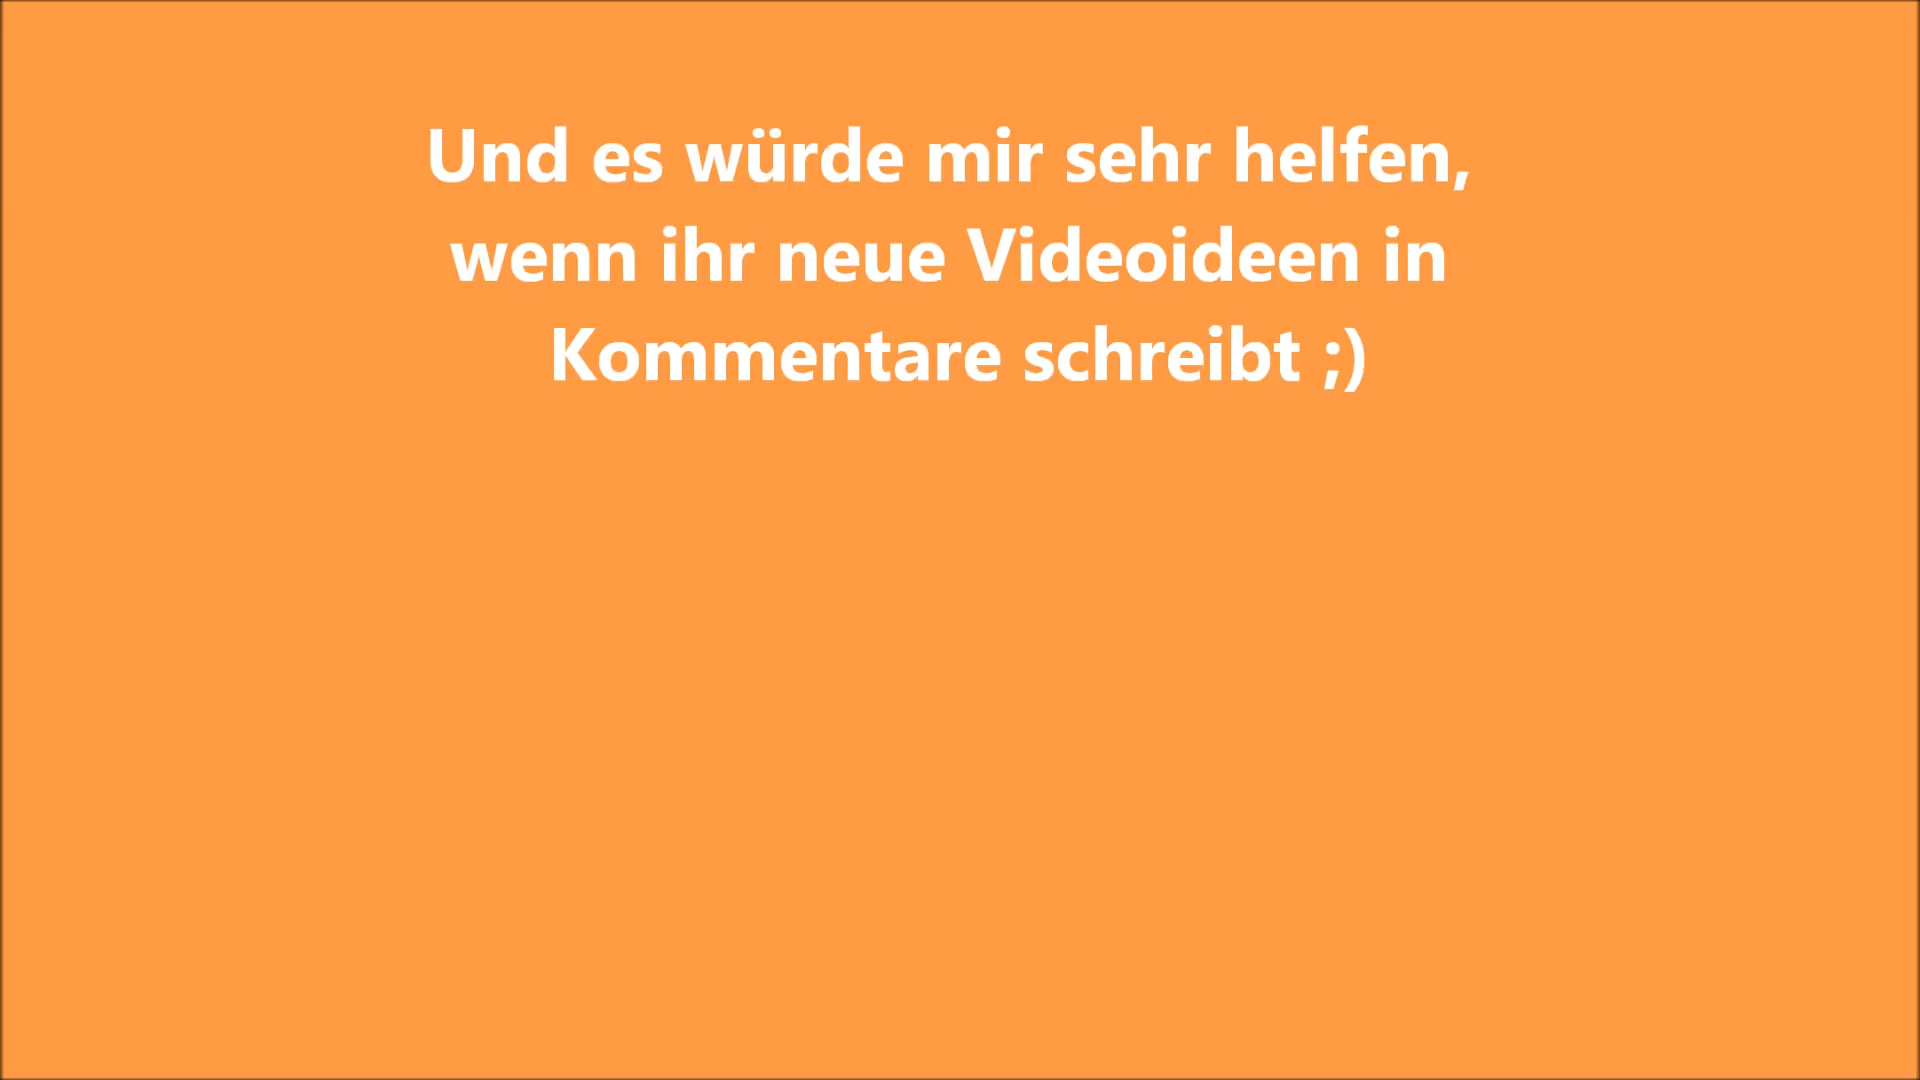 Und es würde mir sehr helfen,
wenn ihr neue Videoideen in
Kommentare schreibt ;)